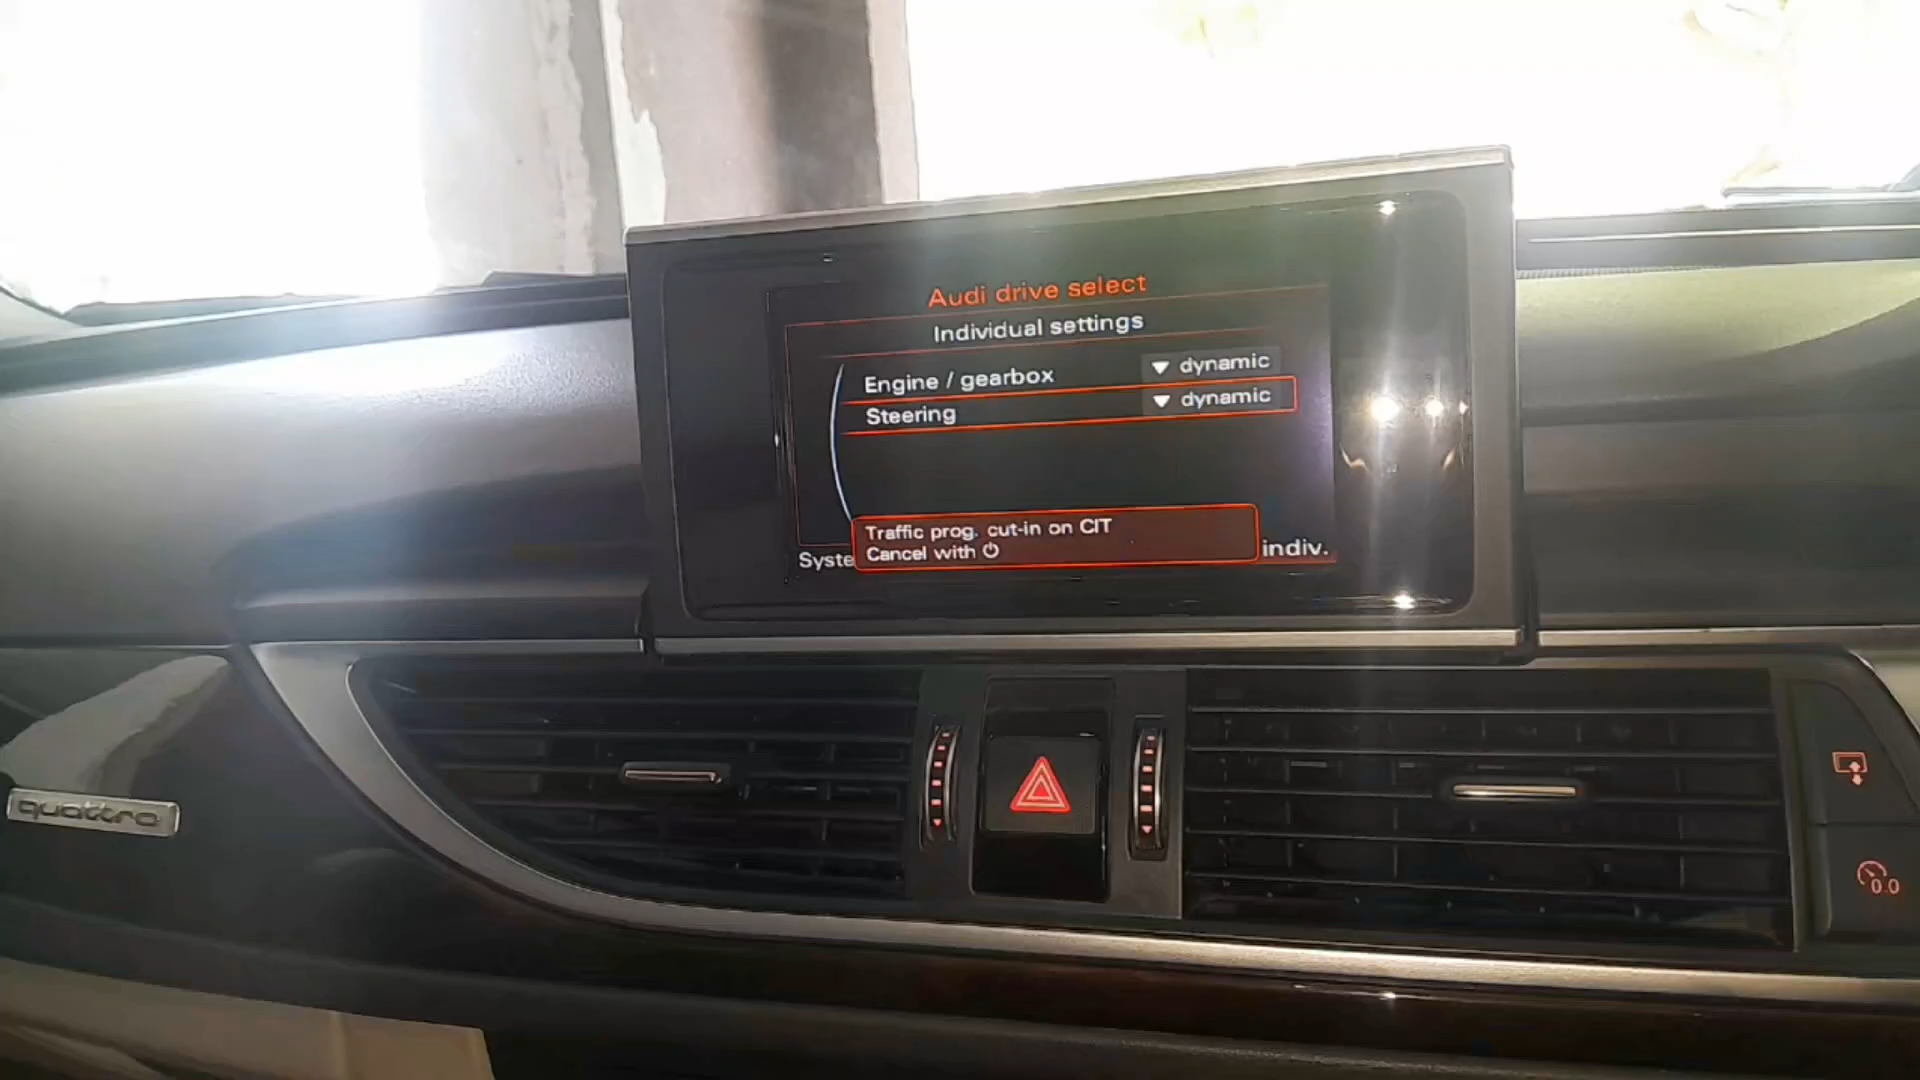 Audi drive select
Individual settings
Engine / gearbox ▼ dynamic
Steering ▼ dynamic
Traffic prog. cut-in on CIT
Cancel with ⏻
Syste
indiv.
quattro
0.0